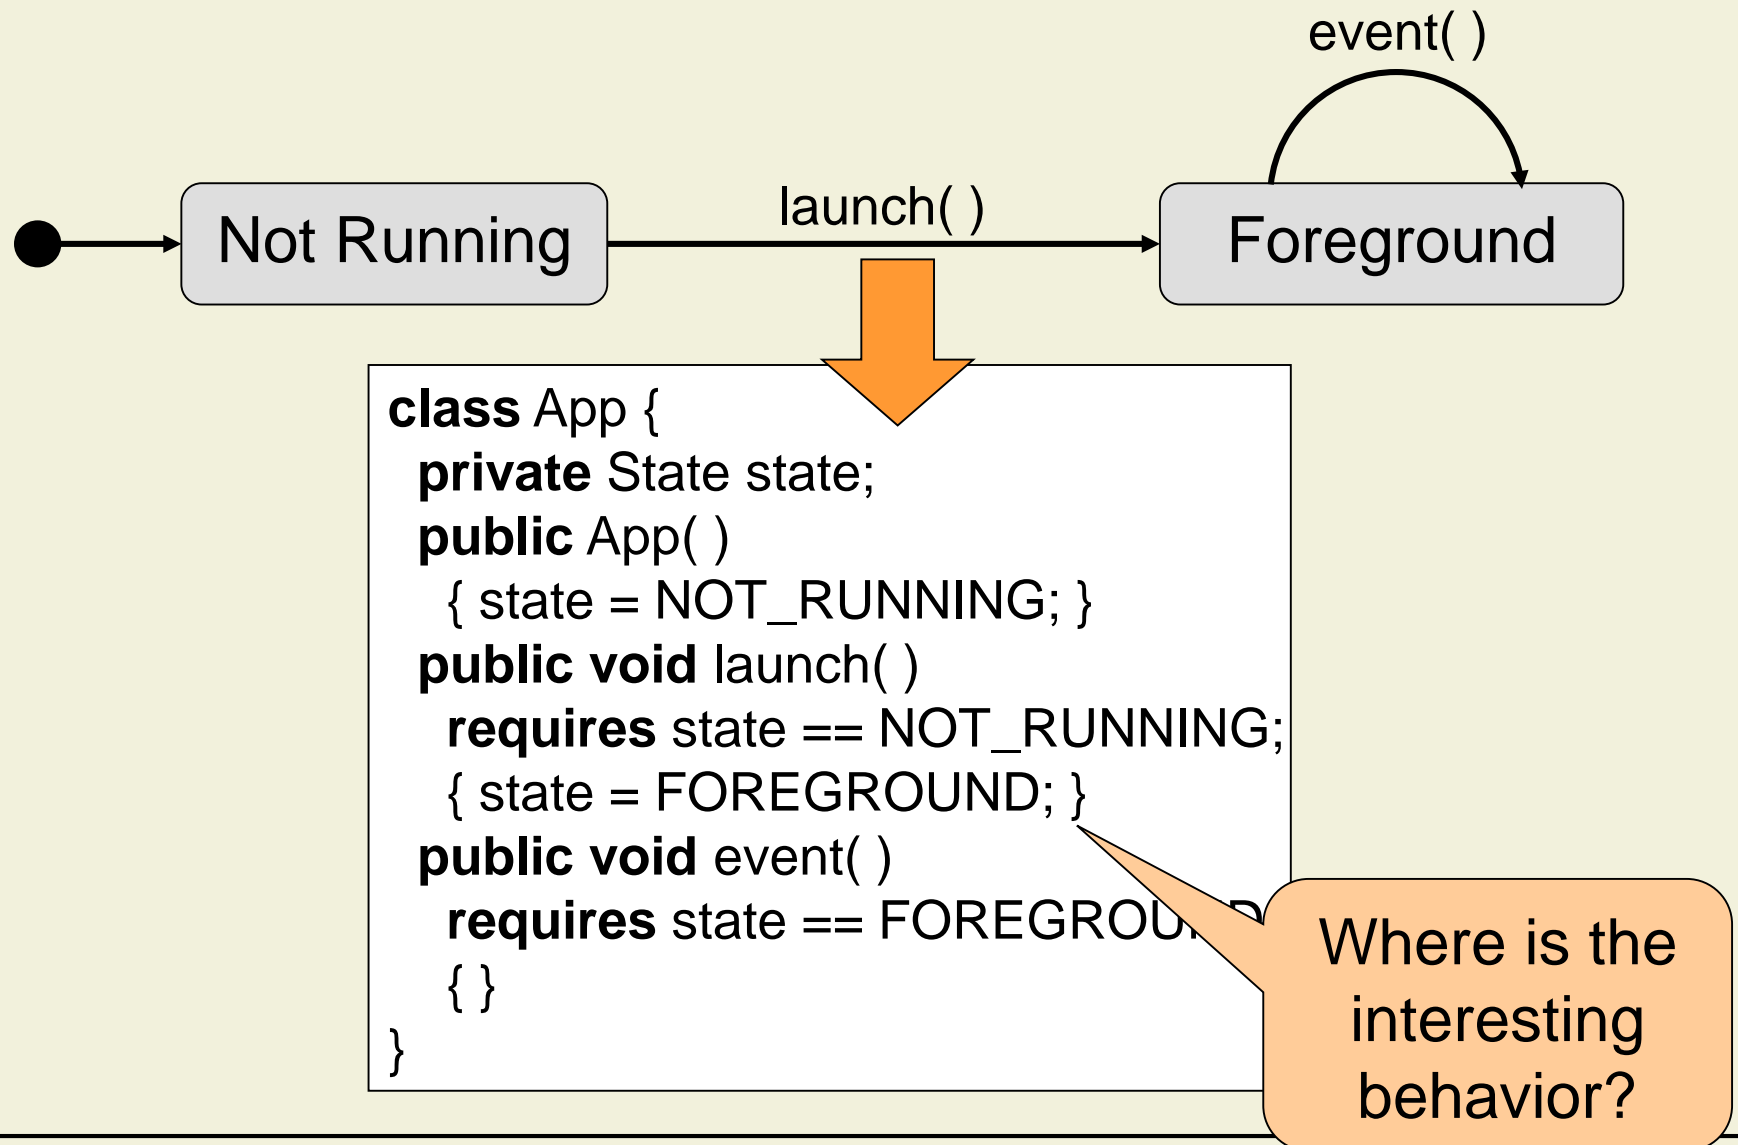 event( )
launch( )
Not Running
Foreground
class App {
private State state;
public App( )
{ state = NOT_RUNNING; }
public void launch( )
requires state == NOT_RUNNING;
{ state = FOREGROUND; }
public void event( )
requires state == FOREGROUND
{ }
}
Where is the
interesting
behavior?